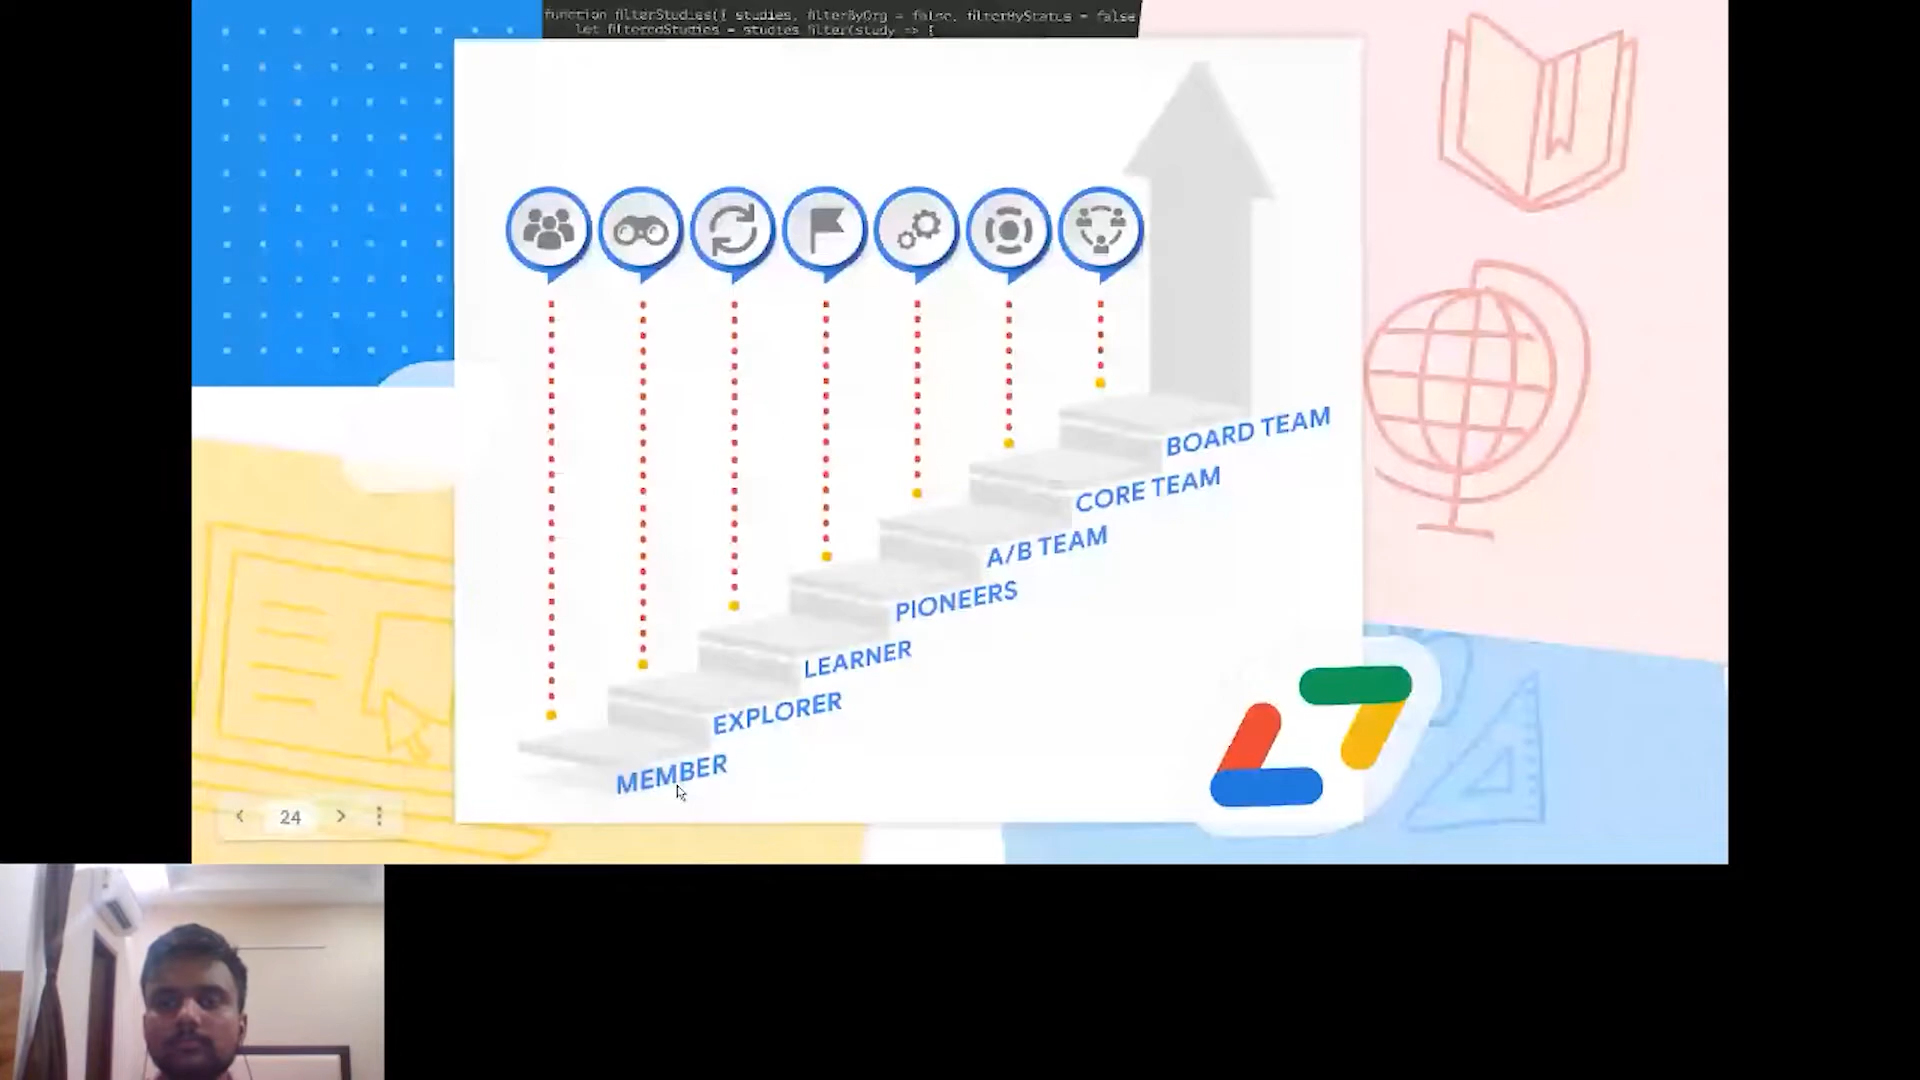 function filterStudies({ studies, filterByOrg = false, filterByStatus = false
let filteredStudies = studies filter(study => {
BOARD TEAM
CORE TEAM
A/B TEAM
PIONEERS
LEARNER
EXPLORER
MEMBER
24